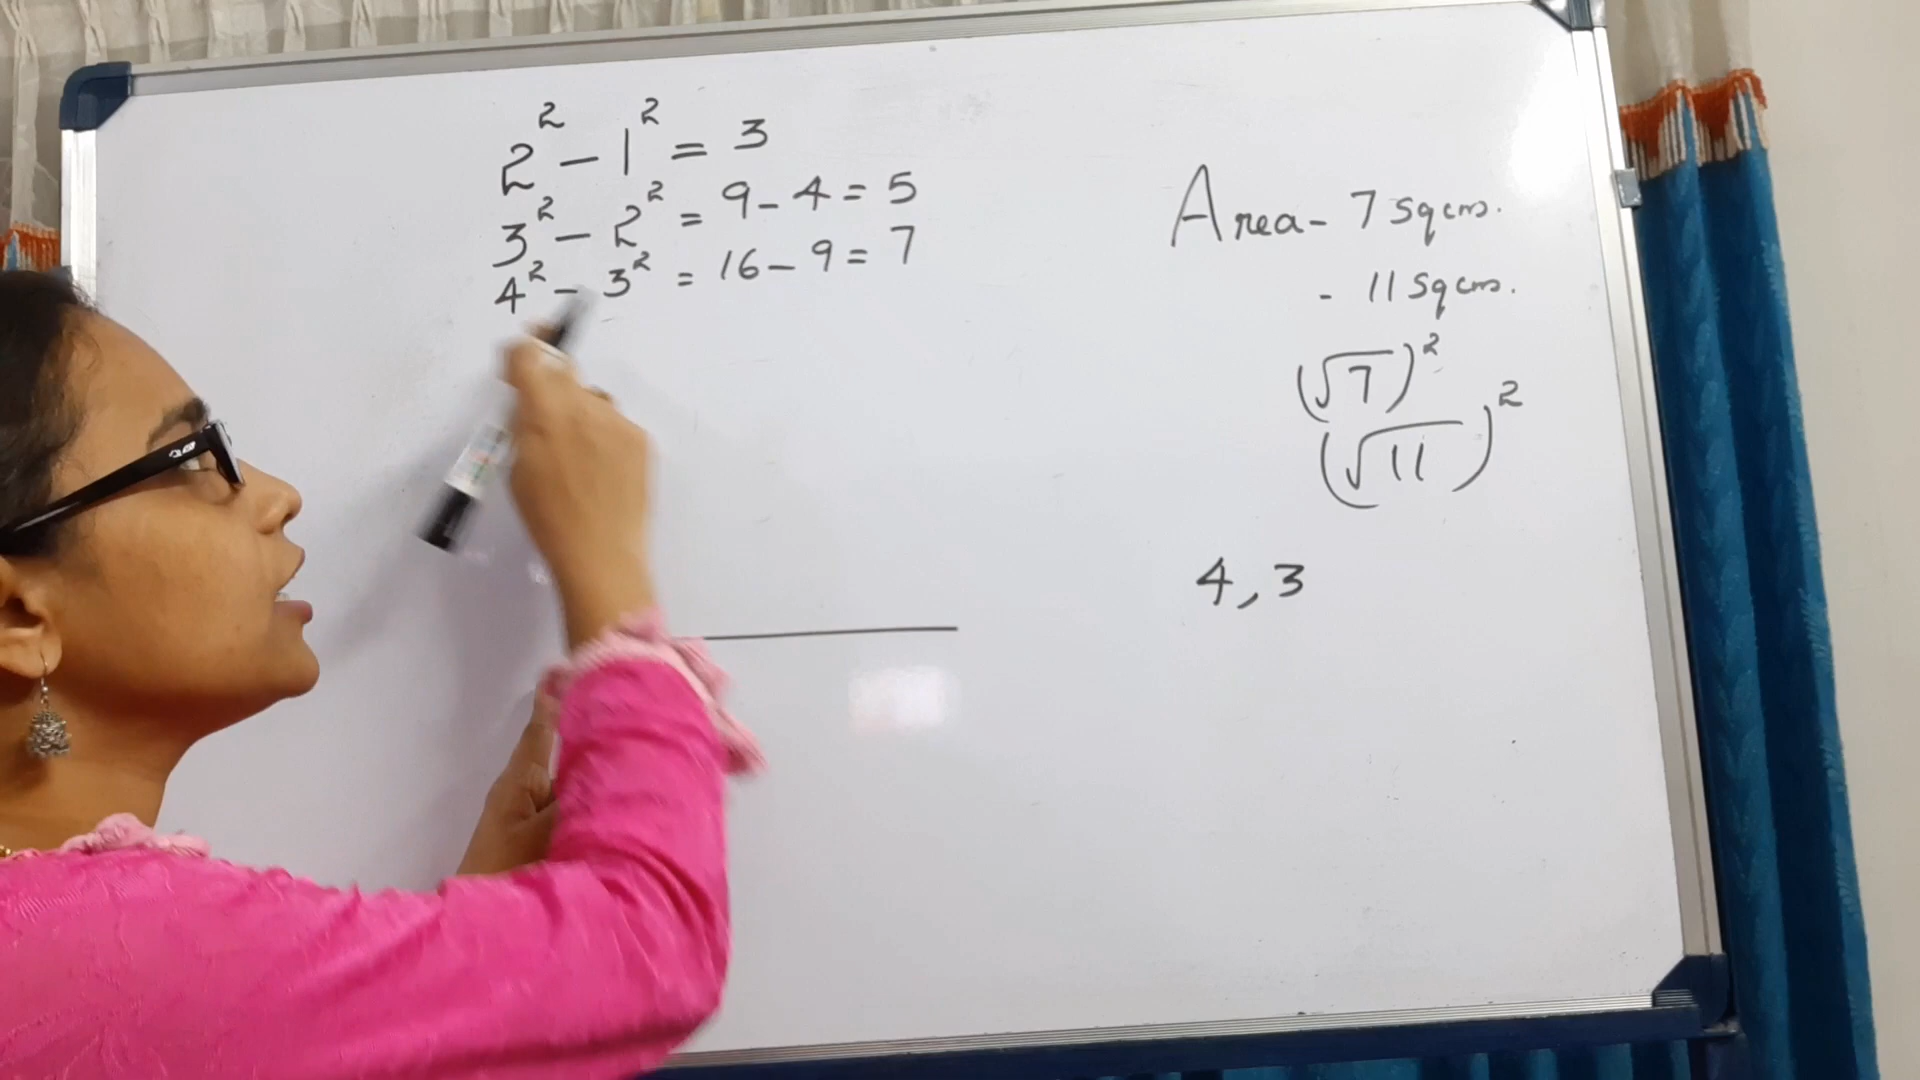 2² - 1² = 3
3² - 2² = 9 - 4 = 5
4² - 3² = 16 - 9 = 7
Area - 7 sq cms.
- 11 sq cms.
(√7)²
(√11)²
4, 3